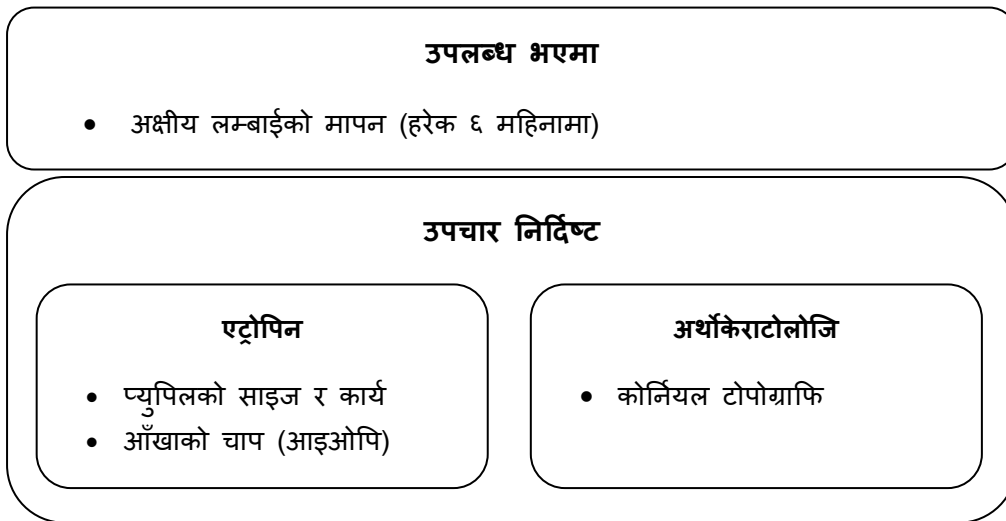 उपलब्ध भएमा
• अक्षीय लम्बाईको मापन (हरेक ६ महिनामा)
उपचार निर्दिष्ट
एट्रोपिन
• प्युपिलको साइज र कार्य
• आँखाको चाप (आइओपि)
अर्थोकेराटोलोजि
• कोर्नियल टोपोग्राफि